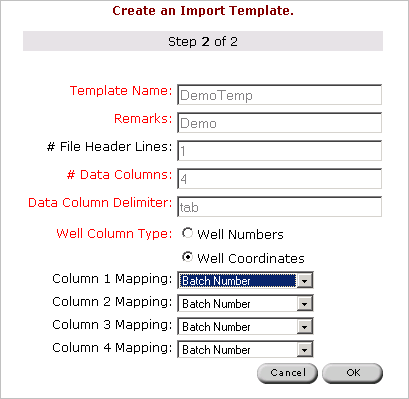 Create an Import Template.
Step 2 of 2
Template Name: DemoTemp
Remarks: Demo
# File Header Lines: 1
# Data Columns: 4
Data Column Delimiter: tab
Well Column Type: Well Numbers
Well Coordinates
Column 1 Mapping: Batch Number
Column 2 Mapping: Batch Number
Column 3 Mapping: Batch Number
Column 4 Mapping: Batch Number
Cancel OK